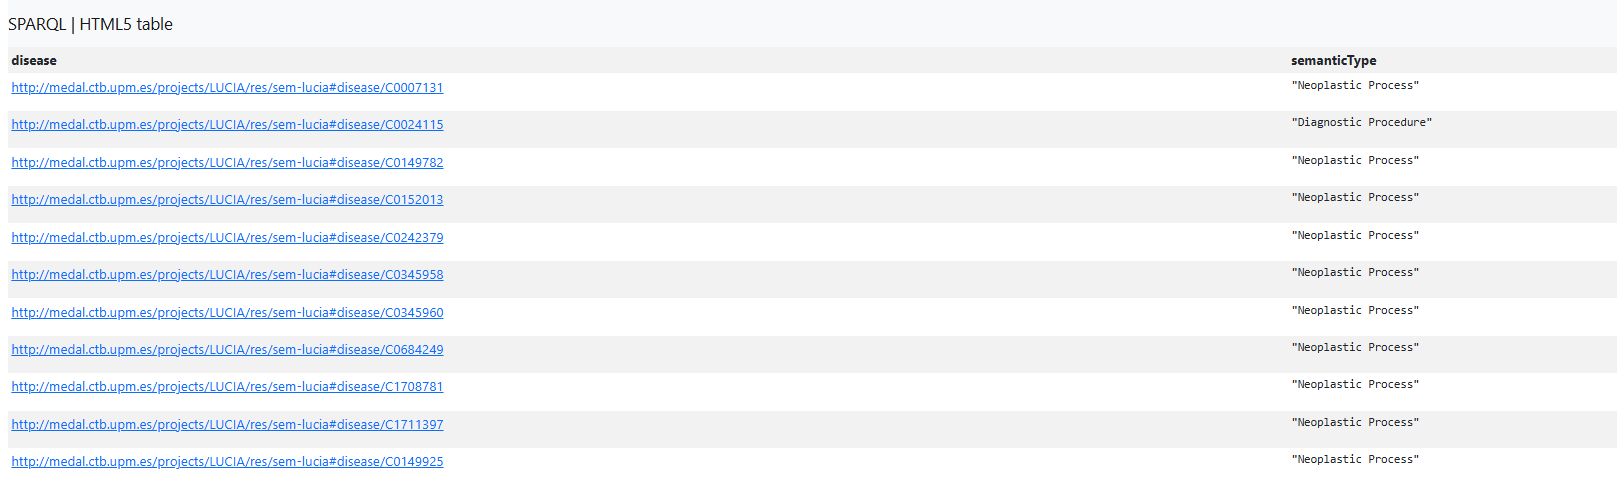 SPARQL | HTML5 table
disease semanticType
http://medal.ctb.upm.es/projects/LUCIA/res/sem-lucia#disease/C0007131 "Neoplastic Process"
http://medal.ctb.upm.es/projects/LUCIA/res/sem-lucia#disease/C0024115 "Diagnostic Procedure"
http://medal.ctb.upm.es/projects/LUCIA/res/sem-lucia#disease/C0149782 "Neoplastic Process"
http://medal.ctb.upm.es/projects/LUCIA/res/sem-lucia#disease/C0152013 "Neoplastic Process"
http://medal.ctb.upm.es/projects/LUCIA/res/sem-lucia#disease/C0242379 "Neoplastic Process"
http://medal.ctb.upm.es/projects/LUCIA/res/sem-lucia#disease/C0345958 "Neoplastic Process"
http://medal.ctb.upm.es/projects/LUCIA/res/sem-lucia#disease/C0345960 "Neoplastic Process"
http://medal.ctb.upm.es/projects/LUCIA/res/sem-lucia#disease/C0684249 "Neoplastic Process"
http://medal.ctb.upm.es/projects/LUCIA/res/sem-lucia#disease/C1708781 "Neoplastic Process"
http://medal.ctb.upm.es/projects/LUCIA/res/sem-lucia#disease/C1711397 "Neoplastic Process"
http://medal.ctb.upm.es/projects/LUCIA/res/sem-lucia#disease/C0149925 "Neoplastic Process"